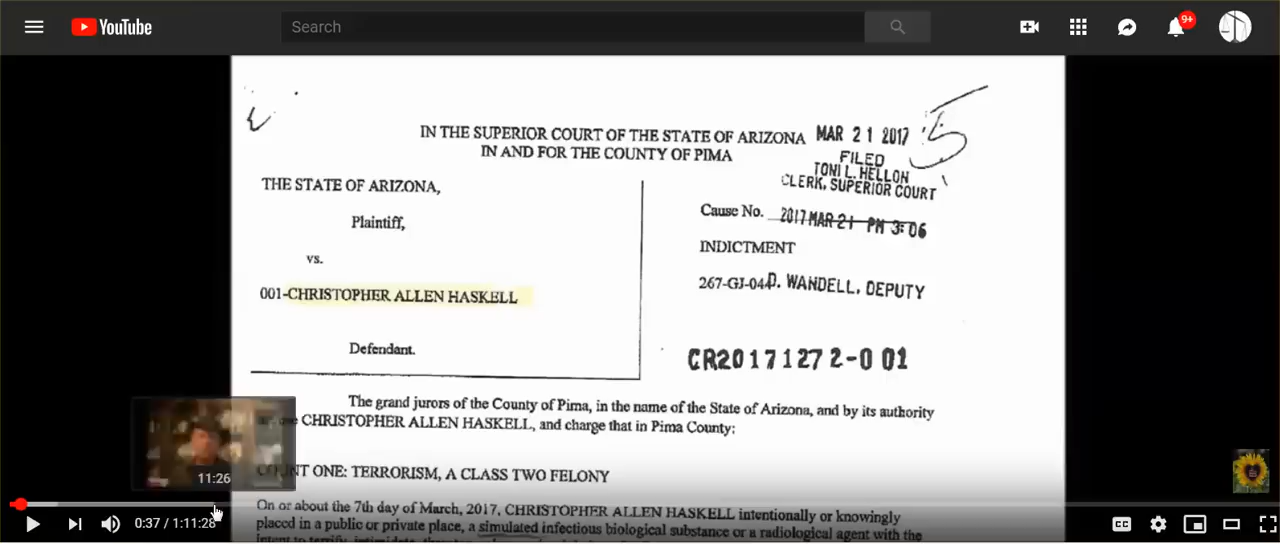 YouTube
Search
9+
IN THE SUPERIOR COURT OF THE STATE OF ARIZONA
IN AND FOR THE COUNTY OF PIMA
MAR 21 2017
FILED
TONI L. HELLON
CLERK, SUPERIOR COURT
5
THE STATE OF ARIZONA,
Plaintiff,
vs.
001-CHRISTOPHER ALLEN HASKELL
Defendant.
Cause No. 2017 MAR 21 PM 3:06
INDICTMENT
267-GJ-04 D. WANDELL, DEPUTY
CR20171272-001
The grand jurors of the County of Pima, in the name of the State of Arizona, and by its authority
CHRISTOPHER ALLEN HASKELL, and charge that in Pima County:
COUNT ONE: TERRORISM, A CLASS TWO FELONY
On or about the 7th day of March, 2017, CHRISTOPHER ALLEN HASKELL intentionally or knowingly
placed in a public or private place, a simulated infectious biological substance or a radiological agent with the
11:26
0:37 / 1:11:28
CC